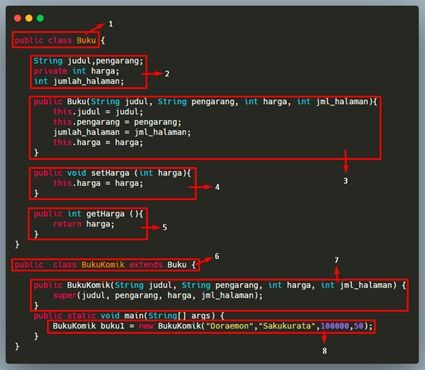 1
public class Buku {
String judul,pengarang;
private int harga;
2
int jumlah_halaman;
public Buku(String judul, String pengarang, int harga, int jml_halaman){
this.judul = judul;
this.pengarang = pengarang;
jumlah_halaman = jml_halaman;
this.harga = harga;
}
3
public void setHarga (int harga){
this.harga = harga;
4
}
public int getHarga (){
return harga;
5
}
}
6
public class BukuKomik extends Buku {
7
public BukuKomik(String judul, String pengarang, int harga, int jml_halaman) {
super(judul, pengarang, harga, jml_halaman);
}
public static void main(String[] args) {
BukuKomik buku1 = new BukuKomik("Doraemon","Sakukurata",100000,50);
}
8
}